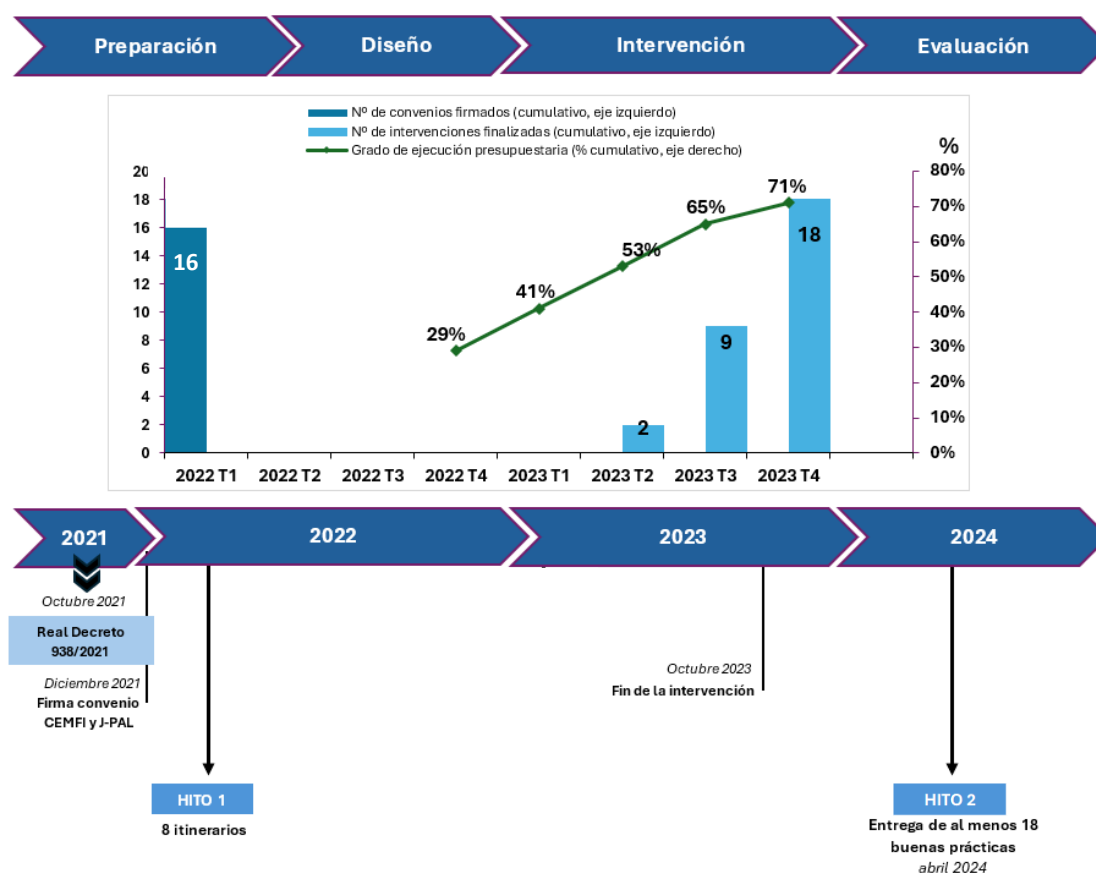 Preparación
Diseño
Intervención
Evaluación
Nº de convenios firmados (cumulativo, eje izquierdo)
Nº de intervenciones finalizadas (cumulativo, eje izquierdo)
Grado de ejecución presupuestaria (% cumulativo, eje derecho)
%
20
18
16
14
12
10
8
6
4
2
0
80%
70%
60%
50%
40%
30%
20%
10%
0%
16
29%
41%
53%
65%
71%
2
9
18
2022 T1
2022 T2
2022 T3
2022 T4
2023 T1
2023 T2
2023 T3
2023 T4
2021
2022
2023
2024
Octubre 2021
Real Decreto
938/2021
Diciembre 2021
Firma convenio
CEMFI y J-PAL
Octubre 2023
Fin de la intervención
HITO 1
8 itinerarios
HITO 2
Entrega de al menos 18
buenas prácticas
abril 2024